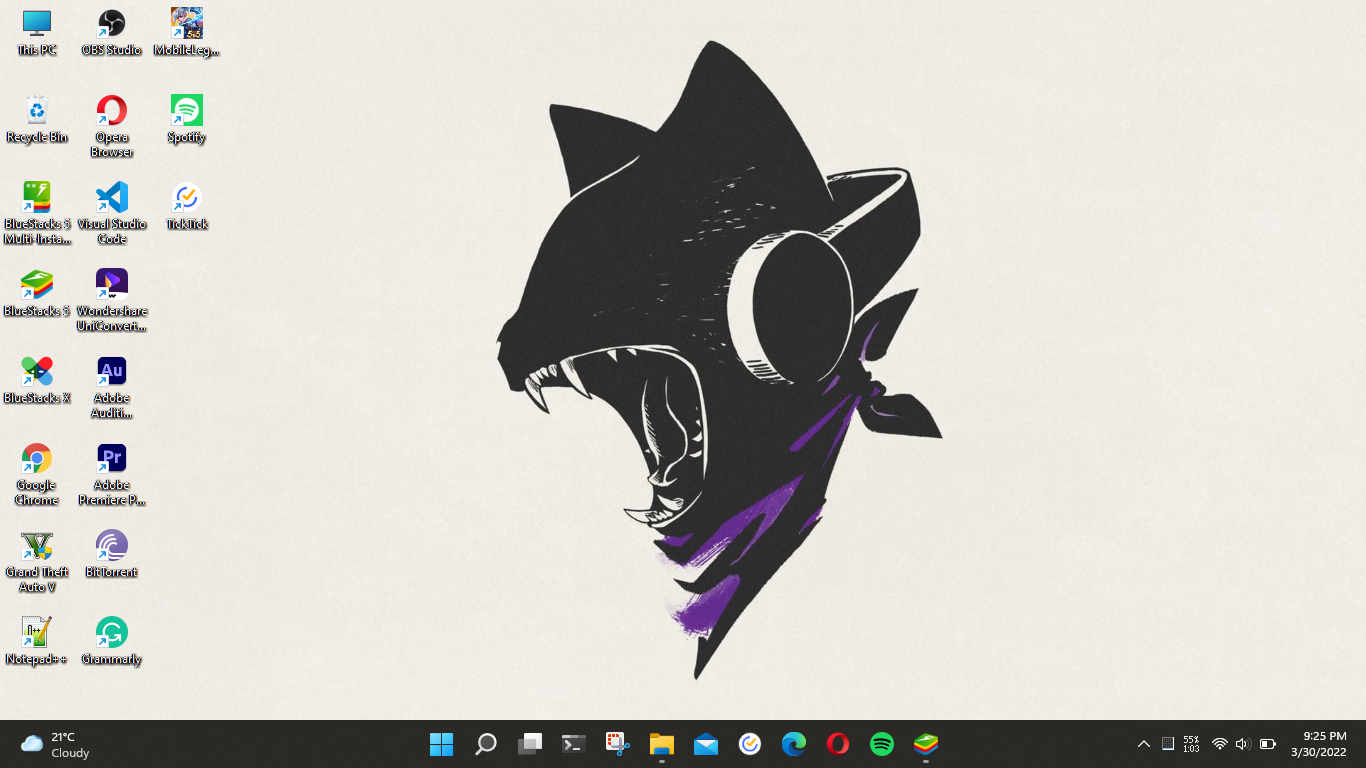 This PC
OBS Studio
MobileLeg...
Recycle Bin
Opera
Browser
Spotify
BlueStacks 5
Multi-Insta...
Visual Studio
Code
TickTick
BlueStacks 5
Wondershare
UniConvert...
BlueStacks X
Au
Adobe
Auditi...
Google
Chrome
Pr
Adobe
Premiere P...
Grand Theft
Auto V
BitTorrent
Notepad++
Grammarly
21°C
Cloudy
55%
1:03
9:25 PM
3/30/2022